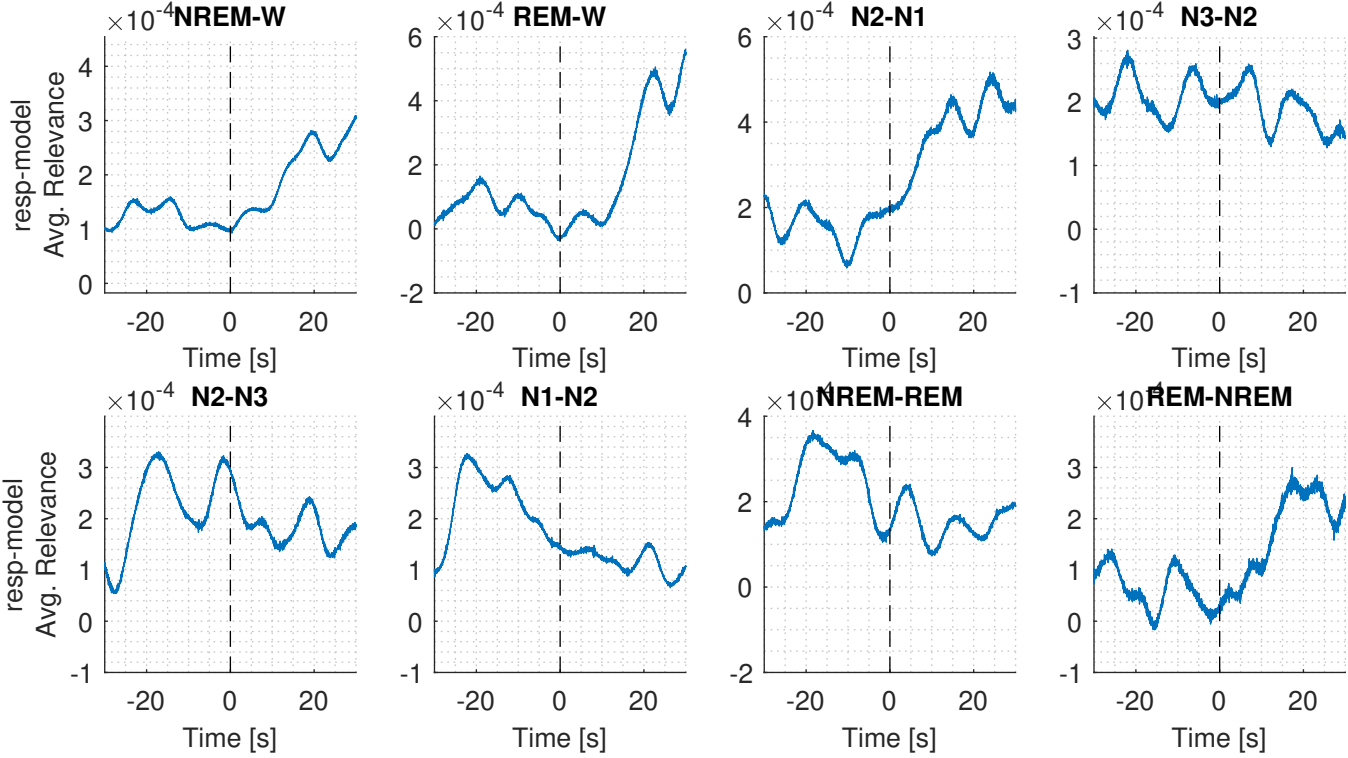 ×10-4 NREM-W
×10-4 REM-W
×10-4 N2-N1
×10-4 N3-N2
resp-model
Avg. Relevance
4
3
2
1
0
6
4
2
0
-2
6
4
2
0
3
2
1
0
-1
-20 0 20
-20 0 20
-20 0 20
-20 0 20
Time [s]
Time [s]
Time [s]
Time [s]
×10-4 N2-N3
×10-4 N1-N2
×10-4 NREM-REM
×10-4 REM-NREM
resp-model
Avg. Relevance
3
2
1
0
-1
3
2
1
0
-1
4
2
0
-2
3
2
1
0
-1
-20 0 20
-20 0 20
-20 0 20
-20 0 20
Time [s]
Time [s]
Time [s]
Time [s]